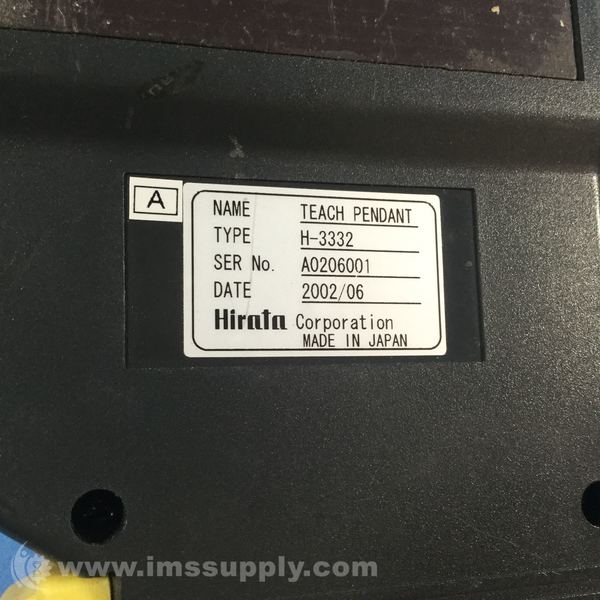 A
NAME TEACH PENDANT
TYPE H-3332
SER No. A0206001
DATE 2002/06
Hirata Corporation
MADE IN JAPAN
www.imssupply.com